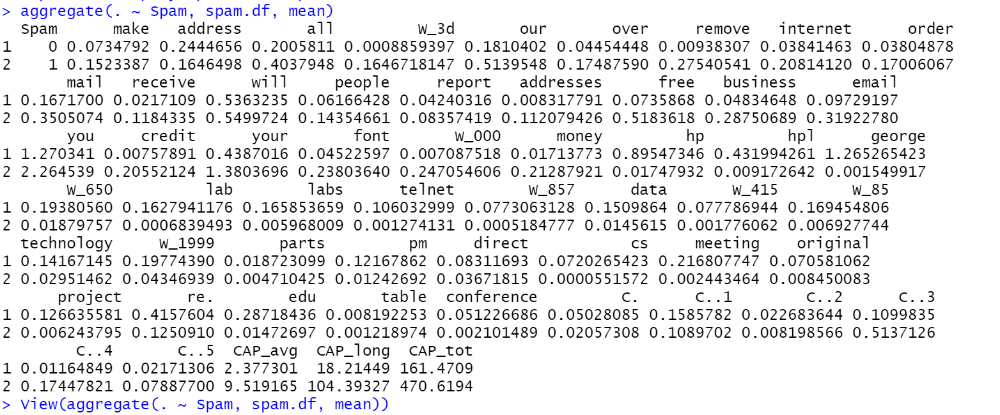 > aggregate(. ~ Spam, spam.df, mean)
  Spam      make   address       all         W_3d       our       over     remove   internet      order
1    0 0.0734792 0.2444656 0.2005811 0.0008859397 0.1810402 0.04454448 0.00938307 0.03841463 0.03804878
2    1 0.1523387 0.1646498 0.4037948 0.1646718147 0.5139548 0.17487590 0.27540541 0.20814120 0.17006067
       mail   receive      will     people     report   addresses      free   business      email
1 0.1671700 0.0217109 0.5363235 0.06166428 0.04240316 0.008317791 0.0735868 0.04834648 0.09729197
2 0.3505074 0.1184335 0.5499724 0.14354661 0.08357419 0.112079426 0.5183618 0.28750689 0.31922780
       you     credit      your       font       W_000      money         hp         hpl      george
1 1.270341 0.00757891 0.4387016 0.04522597 0.007087518 0.01713773 0.89547346 0.431994261 1.265265423
2 2.264539 0.20552124 1.3803696 0.23803640 0.247054606 0.21287921 0.01747932 0.009172642 0.001549917
       W_650          lab        labs      telnet        W_857      data       W_415        W_85
1 0.19380560 0.1627941176 0.165853659 0.106032999 0.0773063128 0.1509864 0.077786944 0.169454806
2 0.01879757 0.0006839493 0.005968009 0.001274131 0.0005184777 0.0145615 0.001776062 0.006927744
  technology     W_1999       parts         pm     direct           cs     meeting    original
1 0.14167145 0.19774390 0.018723099 0.12167862 0.08311693 0.0720265423 0.216807747 0.070581062
2 0.02951462 0.04346939 0.004710425 0.01242692 0.03671815 0.0000551572 0.002443464 0.008450083
      project       re.        edu       table  conference         C.      C..1        C..2      C..3
1 0.126635581 0.4157604 0.28718436 0.008192253 0.051226686 0.05028085 0.1585782 0.022683644 0.1099835
2 0.006243795 0.1250910 0.01472697 0.001218974 0.002101489 0.02057308 0.1089702 0.008198566 0.5137126
        C..4       C..5  CAP_avg  CAP_long  CAP_tot
1 0.01164849 0.02171306 2.377301  18.21449 161.4709
2 0.17447821 0.07887700 9.519165 104.39327 470.6194
> View(aggregate(. ~ Spam, spam.df, mean))